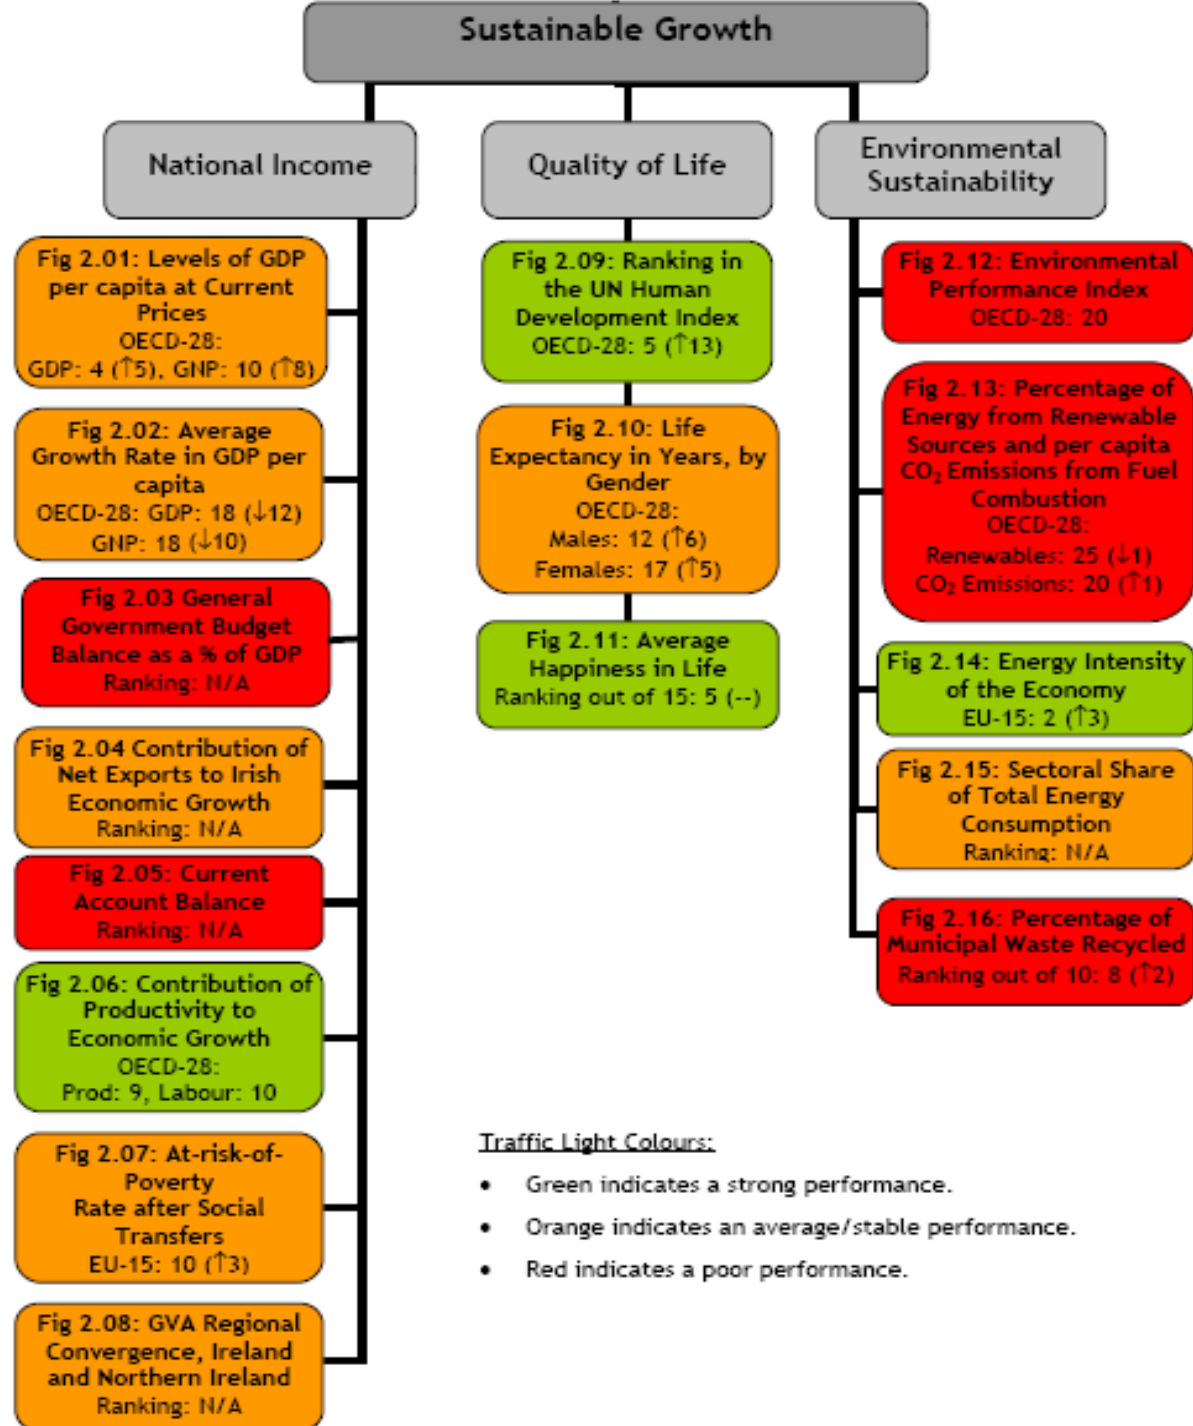 Sustainable Growth
National Income
Fig 2.01: Levels of GDP
per capita at Current
Prices
OECD-28:
GDP: 4 (↑5), GNP: 10 (↑8)
Fig 2.02: Average
Growth Rate in GDP per
capita
OECD-28: GDP: 18 (↓12)
GNP: 18 (↓10)
Fig 2.03 General
Government Budget
Balance as a % of GDP
Ranking: N/A
Fig 2.04 Contribution of
Net Exports to Irish
Economic Growth
Ranking: N/A
Fig 2.05: Current
Account Balance
Ranking: N/A
Fig 2.06: Contribution of
Productivity to
Economic Growth
OECD-28:
Prod: 9, Labour: 10
Fig 2.07: At-risk-of-
Poverty
Rate after Social
Transfers
EU-15: 10 (↑3)
Fig 2.08: GVA Regional
Convergence, Ireland
and Northern Ireland
Ranking: N/A
Quality of Life
Fig 2.09: Ranking in
the UN Human
Development Index
OECD-28: 5 (↑13)
Fig 2.10: Life
Expectancy in Years, by
Gender
OECD-28:
Males: 12 (↑6)
Females: 17 (↑5)
Fig 2.11: Average
Happiness in Life
Ranking out of 15: 5 (--)
Environmental
Sustainability
Fig 2.12: Environmental
Performance Index
OECD-28: 20
Fig 2.13: Percentage of
Energy from Renewable
Sources and per capita
CO₂ Emissions from Fuel
Combustion
OECD-28:
Renewables: 25 (↓1)
CO₂ Emissions: 20 (↑1)
Fig 2.14: Energy Intensity
of the Economy
EU-15: 2 (↑3)
Fig 2.15: Sectoral Share
of Total Energy
Consumption
Ranking: N/A
Fig 2.16: Percentage of
Municipal Waste Recycled
Ranking out of 10: 8 (↑2)
Traffic Light Colours:
• Green indicates a strong performance.
• Orange indicates an average/stable performance.
• Red indicates a poor performance.